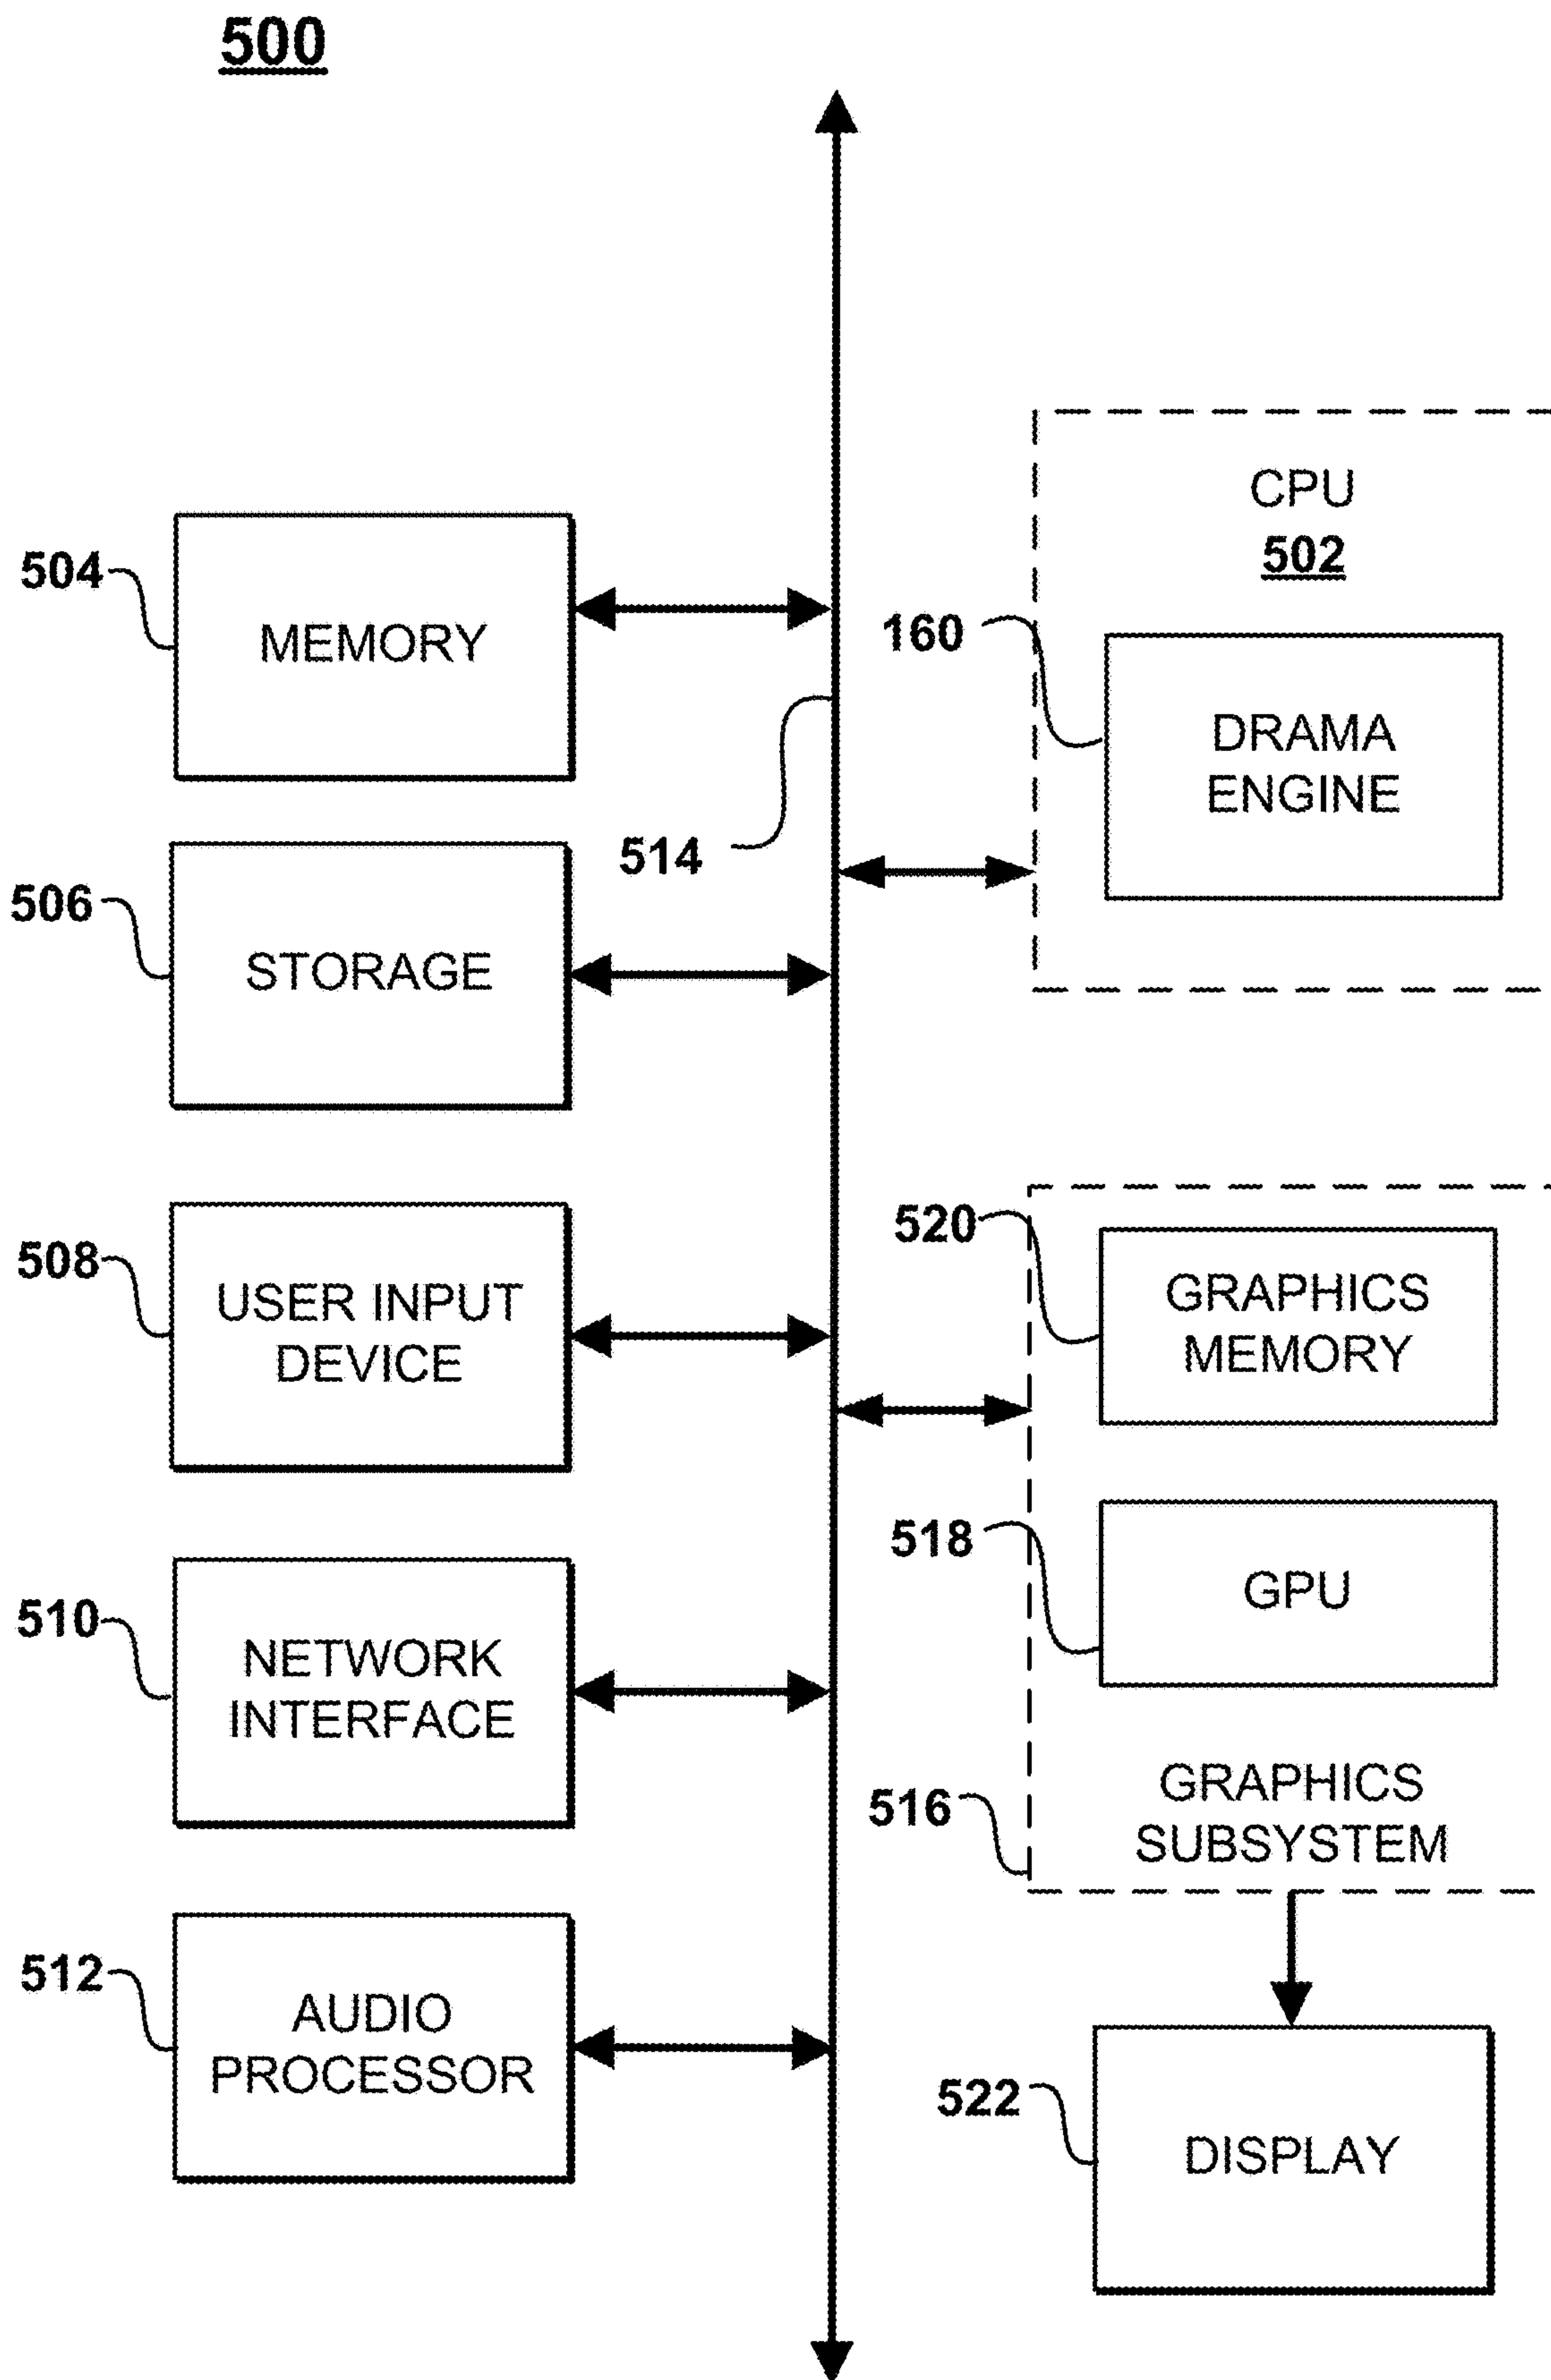 500
CPU
502
504
MEMORY
160
DRAMA
ENGINE
514
506
STORAGE
508
USER INPUT
DEVICE
520
GRAPHICS
MEMORY
518
GPU
510
NETWORK
INTERFACE
516
GRAPHICS
SUBSYSTEM
512
AUDIO
PROCESSOR
522
DISPLAY